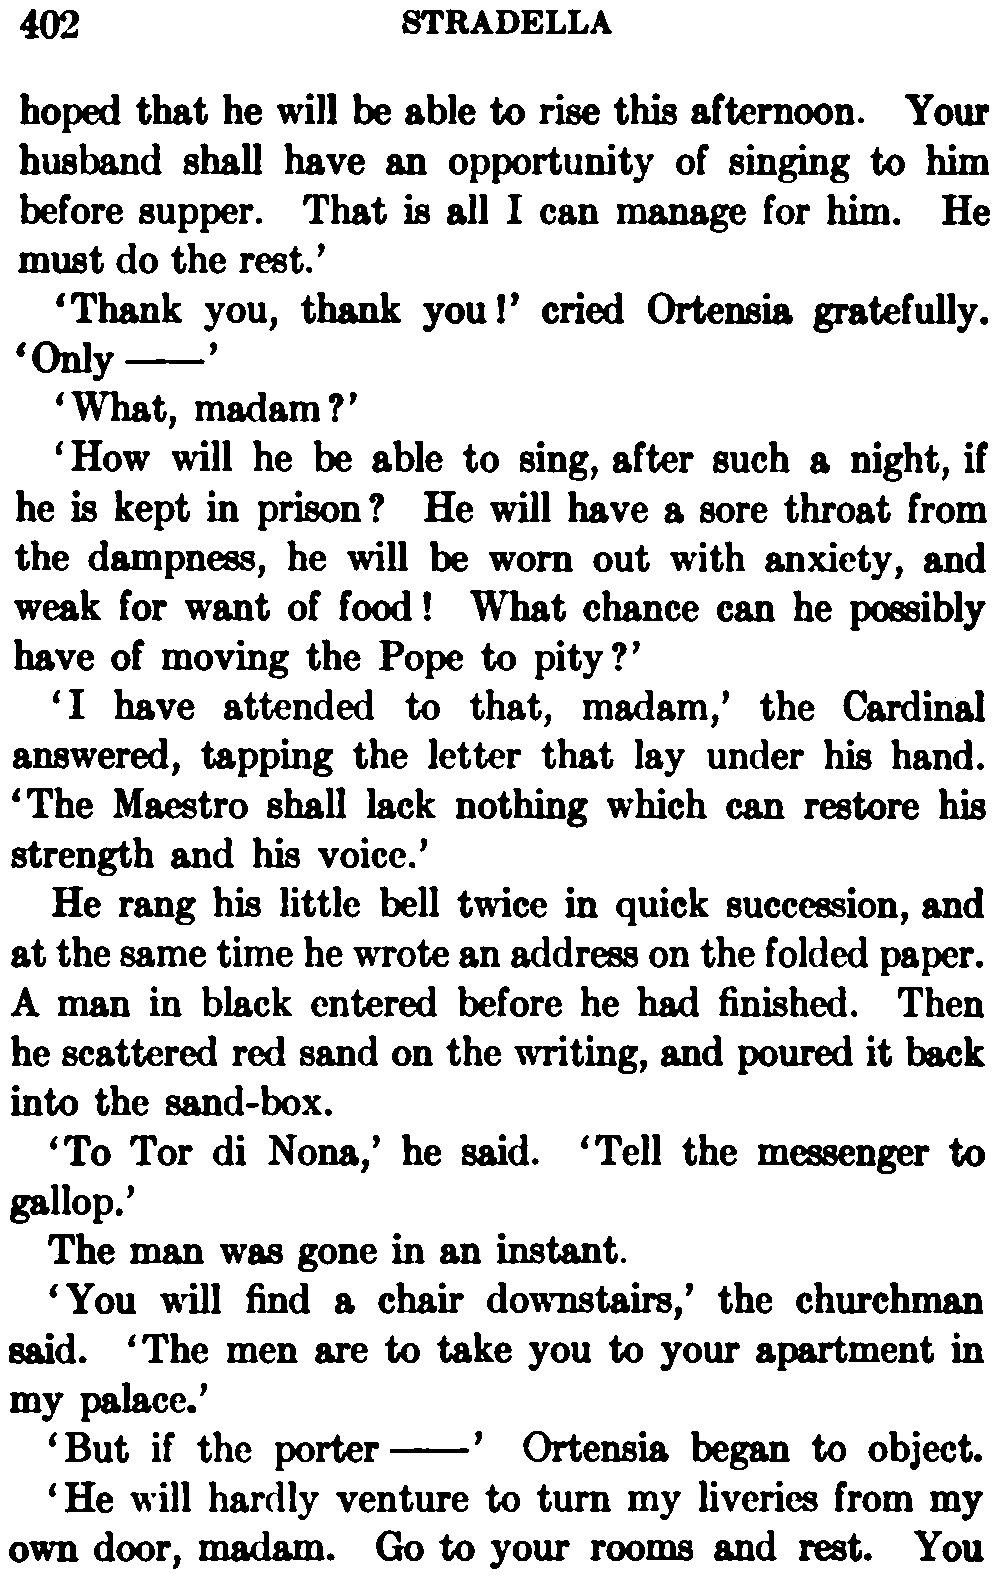 402 STRADELLA
hoped that he will be able to rise this afternoon. Your
husband shall have an opportunity of singing to him
before supper. That is all I can manage for him. He
must do the rest.’
‘Thank you, thank you!’ cried Ortensia gratefully.
‘Only ——’
‘What, madam?’
‘How will he be able to sing, after such a night, if
he is kept in prison? He will have a sore throat from
the dampness, he will be worn out with anxiety, and
weak for want of food! What chance can he possibly
have of moving the Pope to pity?’
‘I have attended to that, madam,’ the Cardinal
answered, tapping the letter that lay under his hand.
‘The Maestro shall lack nothing which can restore his
strength and his voice.’
He rang his little bell twice in quick succession, and
at the same time he wrote an address on the folded paper.
A man in black entered before he had finished. Then
he scattered red sand on the writing, and poured it back
into the sand-box.
‘To Tor di Nona,’ he said. ‘Tell the messenger to
gallop.’
The man was gone in an instant.
‘You will find a chair downstairs,’ the churchman
said. ‘The men are to take you to your apartment in
my palace.’
‘But if the porter ——’ Ortensia began to object.
‘He will hardly venture to turn my liveries from my
own door, madam. Go to your rooms and rest. You